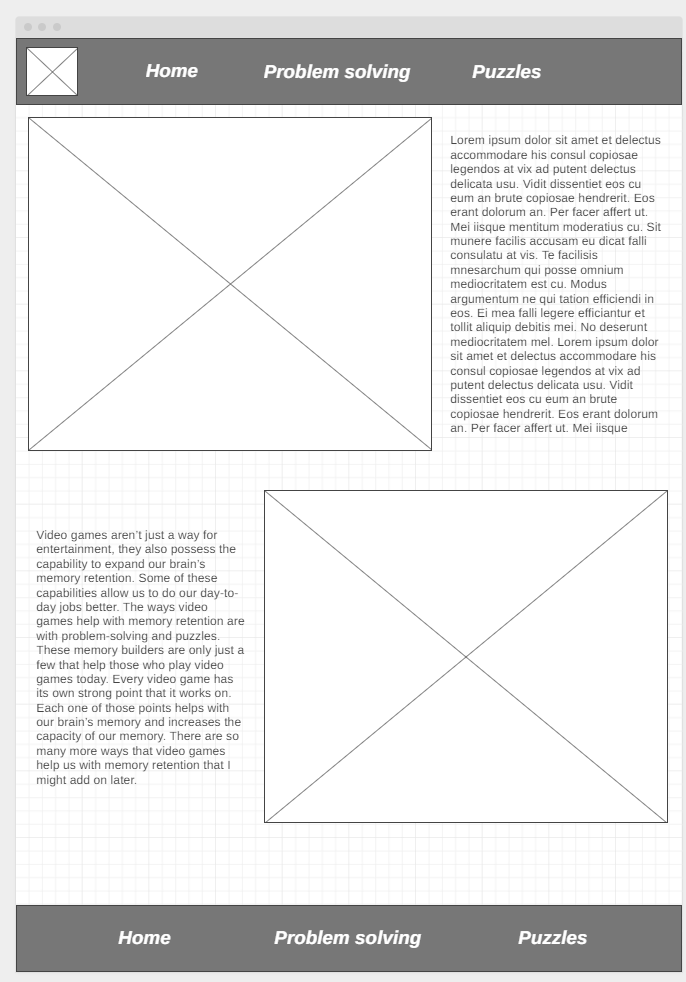 Home Problem solving Puzzles
Lorem ipsum dolor sit amet et delectus
accommodare his consul copiosae
legendos at vix ad putent delectus
delicata usu. Vidit dissentiet eos cu
eum an brute copiosae hendrerit. Eos
erant dolorum an. Per facer affert ut.
Mei iisque mentitum moderatius cu. Sit
munere facilis accusam eu dicat falli
consulatu at vis. Te facilisis
mnesarchum qui posse omnium
mediocritatem est cu. Modus
argumentum ne qui tation efficiendi in
eos. Ei mea falli legere efficiantur et
tollit aliquip debitis mei. No deserunt
mediocritatem mel. Lorem ipsum dolor
sit amet et delectus accommodare his
consul copiosae legendos at vix ad
putent delectus delicata usu. Vidit
dissentiet eos cu eum an brute
copiosae hendrerit. Eos erant dolorum
an. Per facer affert ut. Mei iisque
Video games aren’t just a way for
entertainment, they also possess the
capability to expand our brain’s
memory retention. Some of these
capabilities allow us to do our day-to-
day jobs better. The ways video
games help with memory retention are
with problem-solving and puzzles.
These memory builders are only just a
few that help those who play video
games today. Every video game has
its own strong point that it works on.
Each one of those points helps with
our brain’s memory and increases the
capacity of our memory. There are so
many more ways that video games
help us with memory retention that I
might add on later.
Home Problem solving Puzzles